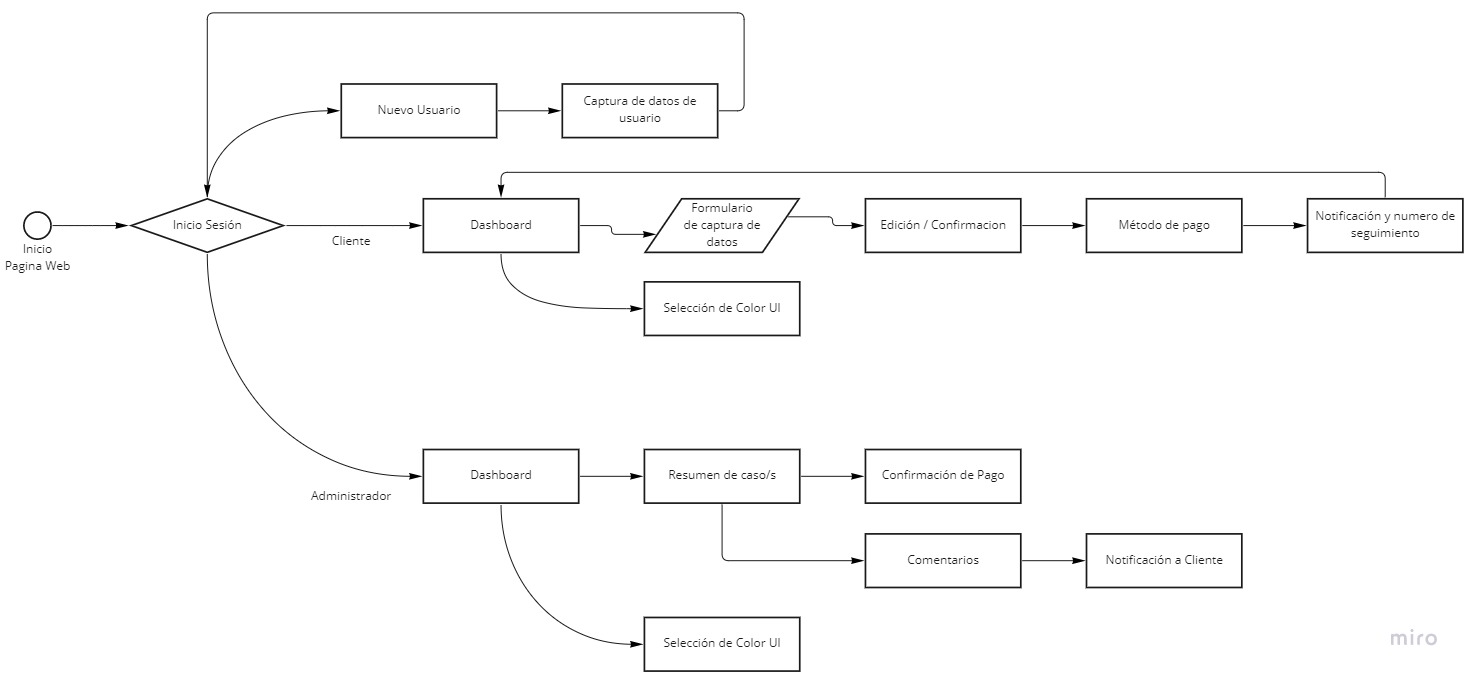 Nuevo Usuario
Captura de datos de
usuario
Inicio
Pagina Web
Inicio Sesión
Cliente
Dashboard
Formulario
de captura de
datos
Edición / Confirmacion
Método de pago
Notificación y numero de
seguimiento
Selección de Color UI
Administrador
Dashboard
Resumen de caso/s
Confirmación de Pago
Comentarios
Notificación a Cliente
Selección de Color UI
miro